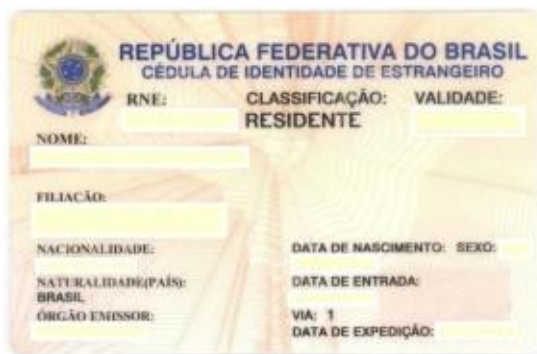 REPÚBLICA FEDERATIVA DO BRASIL
CÉDULA DE IDENTIDADE DE ESTRANGEIRO
RNE: CLASSIFICAÇÃO: VALIDADE:
RESIDENTE
NOME:
FILIAÇÃO:
NACIONALIDADE: DATA DE NASCIMENTO: SEXO:
NATURALIDADE(PAÍS): DATA DE ENTRADA:
BRASIL
ÓRGÃO EMISSOR: VIA: 1
DATA DE EXPEDIÇÃO: